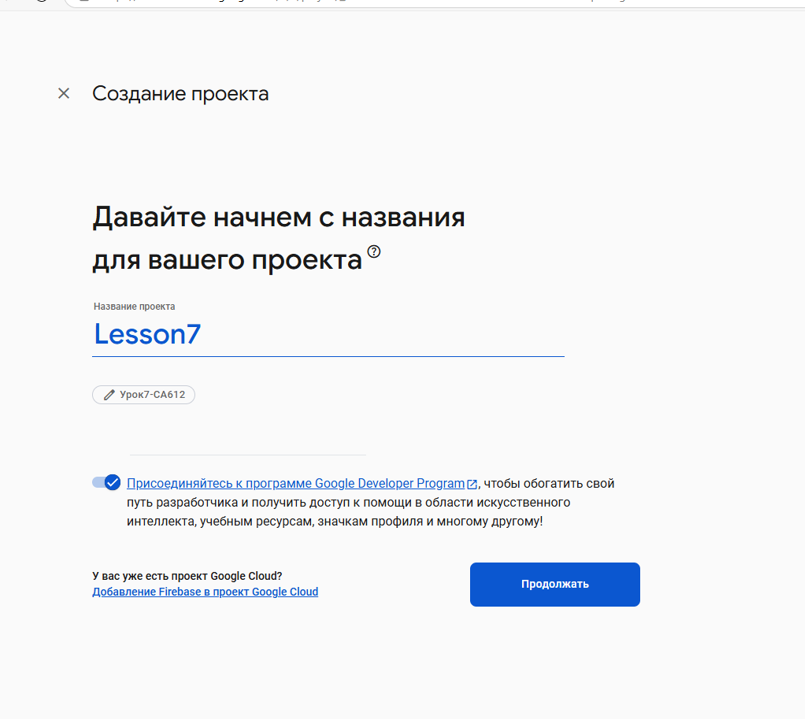 Создание проекта
Давайте начнем с названия
для вашего проекта
Название проекта
Lesson7
Урок7-CA612
Присоединяйтесь к программе Google Developer Program, чтобы обогатить свой
путь разработчика и получить доступ к помощи в области искусственного
интеллекта, учебным ресурсам, значкам профиля и многому другому!
У вас уже есть проект Google Cloud?
Добавление Firebase в проект Google Cloud
Продолжать